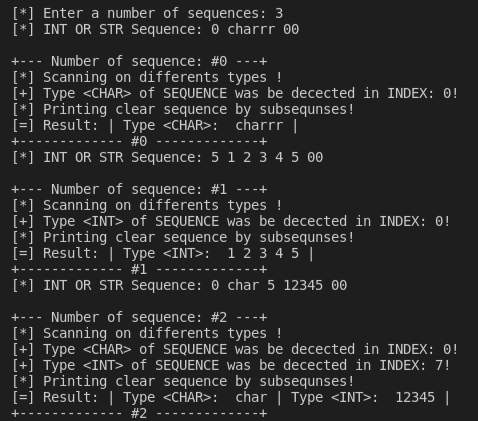 [*] Enter a number of sequences: 3
[*] INT OR STR Sequence: 0 charrr 00
+--- Number of sequence: #0 ---+
[*] Scanning on differents types !
[+] Type <CHAR> of SEQUENCE was be decected in INDEX: 0!
[*] Printing clear sequence by subsequnses!
[=] Result: | Type <CHAR>:  charrr |
+------------- #0 -------------+
[*] INT OR STR Sequence: 5 1 2 3 4 5 00
+--- Number of sequence: #1 ---+
[*] Scanning on differents types !
[+] Type <INT> of SEQUENCE was be decected in INDEX: 0!
[*] Printing clear sequence by subsequnses!
[=] Result: | Type <INT>:  1 2 3 4 5 |
+------------- #1 -------------+
[*] INT OR STR Sequence: 0 char 5 12345 00
+--- Number of sequence: #2 ---+
[*] Scanning on differents types !
[+] Type <CHAR> of SEQUENCE was be decected in INDEX: 0!
[+] Type <INT> of SEQUENCE was be decected in INDEX: 7!
[*] Printing clear sequence by subsequnses!
[=] Result: | Type <CHAR>:  char | Type <INT>:  12345 |
+------------- #2 -------------+